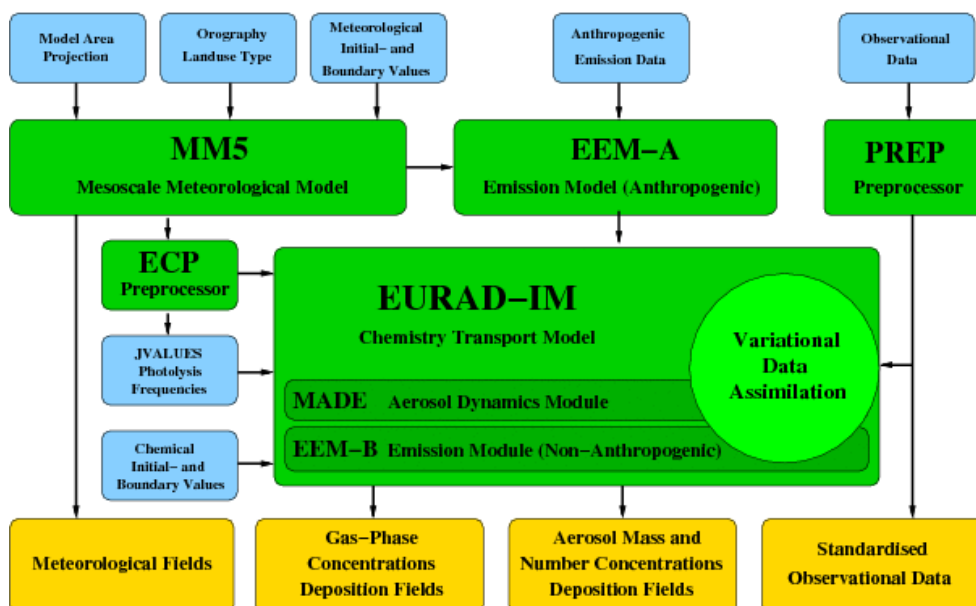 Model Area
Projection
Orography
Landuse Type
Meteorological
Initial– and
Boundary Values
Anthropogenic
Emission Data
Observational
Data
MM5
Mesoscale Meteorological Model
EEM–A
Emission Model (Anthropogenic)
PREP
Preprocessor
ECP
Preprocessor
EURAD–IM
Chemistry Transport Model
Variational
Data
Assimilation
JVALUES
Photolysis
Frequencies
MADE Aerosol Dynamics Module
EEM–B Emission Module (Non–Anthropogenic)
Chemical
Initial– and
Boundary Values
Meteorological Fields
Gas–Phase
Concentrations
Deposition Fields
Aerosol Mass and
Number Concentrations
Deposition Fields
Standardised
Observational Data